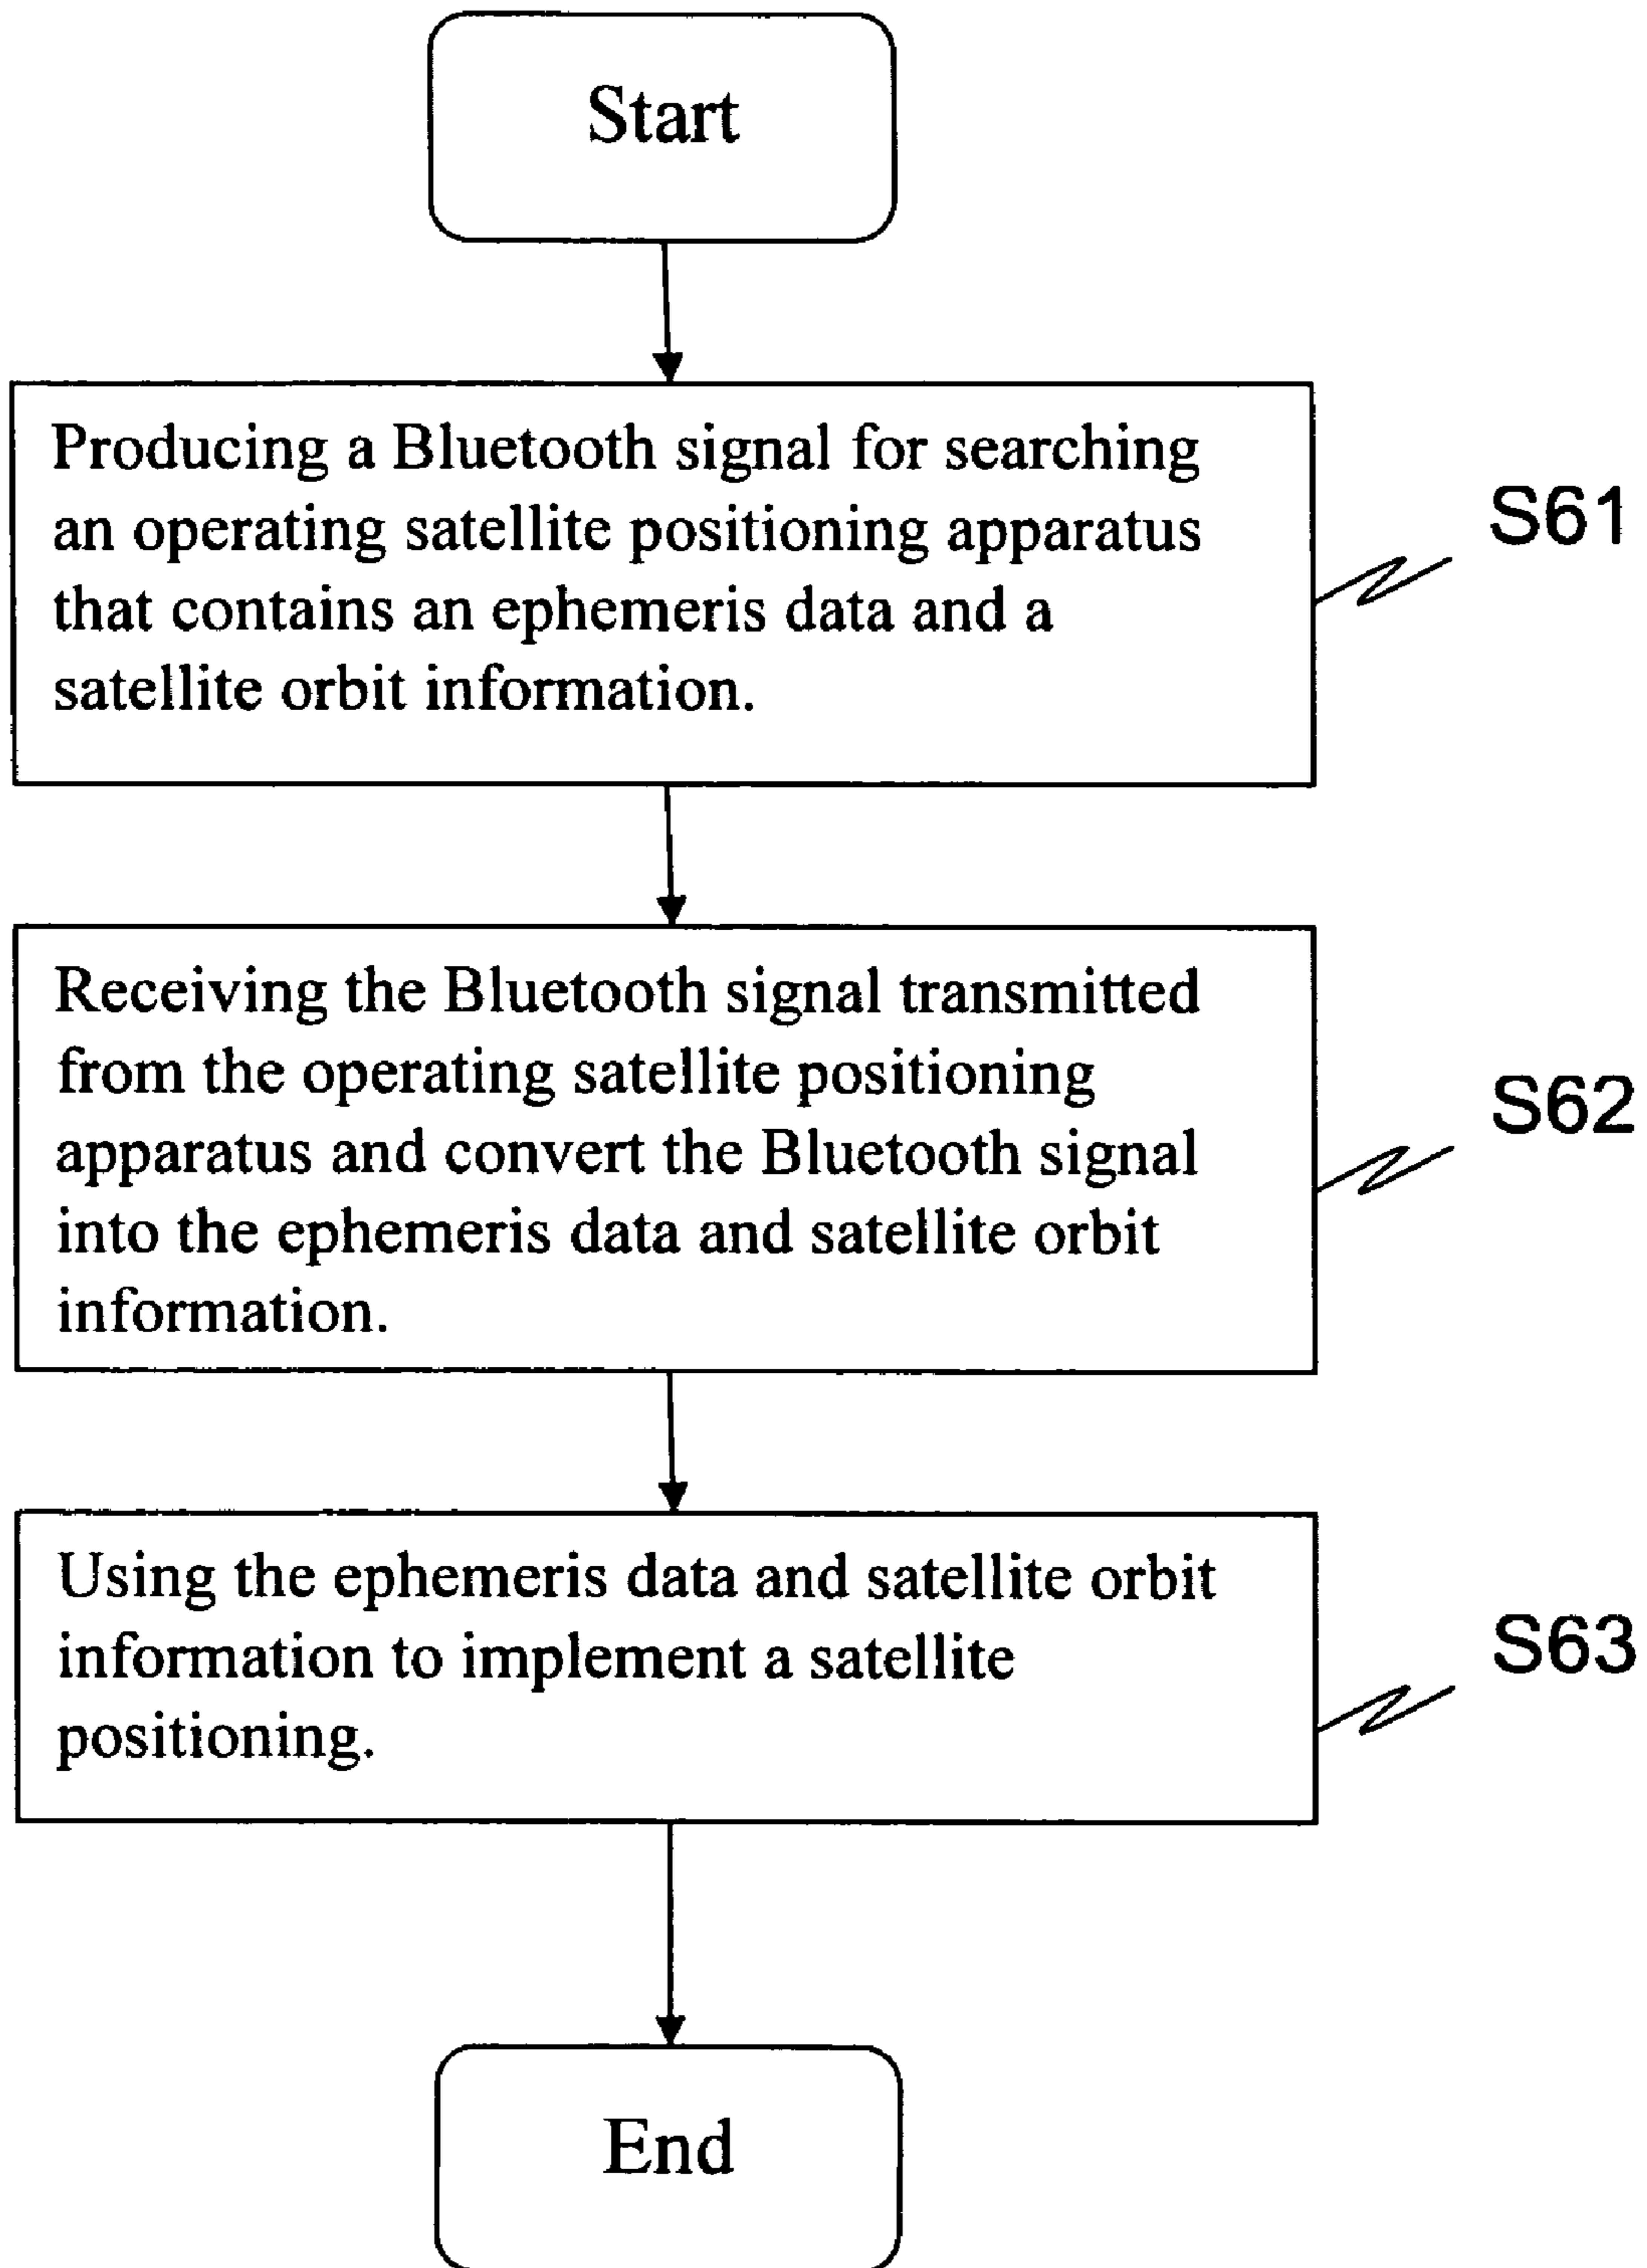 Start
Producing a Bluetooth signal for searching
an operating satellite positioning apparatus
that contains an ephemeris data and a
satellite orbit information.
S61
Receiving the Bluetooth signal transmitted
from the operating satellite positioning
apparatus and convert the Bluetooth signal
into the ephemeris data and satellite orbit
information.
S62
Using the ephemeris data and satellite orbit
information to implement a satellite
positioning.
S63
End